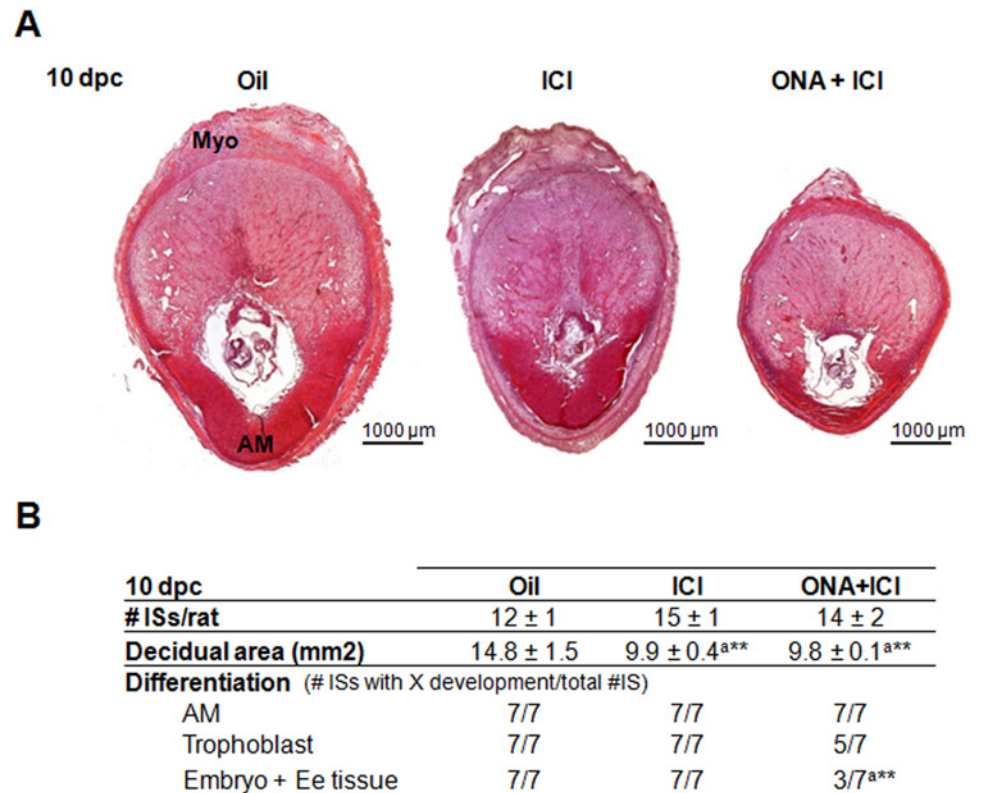 A
10 dpc Oil ICI ONA + ICI
Myo
AM
1000 µm 1000 µm 1000 µm
B
10 dpc Oil ICI ONA+ICI
# ISs/rat 12 ± 1 15 ± 1 14 ± 2
Decidual area (mm2) 14.8 ± 1.5 9.9 ± 0.4a** 9.8 ± 0.1a**
Differentiation (# ISs with X development/total #IS)
AM 7/7 7/7 7/7
Trophoblast 7/7 7/7 5/7
Embryo + Ee tissue 7/7 7/7 3/7a**